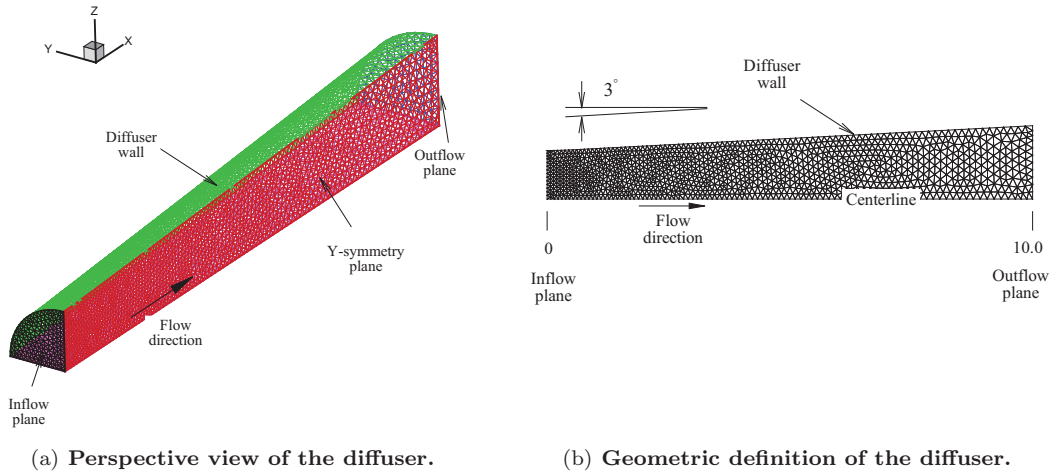 Z
Y
X
Diffuser
wall
Outflow
plane
Y-symmetry
plane
Flow
direction
Inflow
plane
(a) Perspective view of the diffuser.
3°
Diffuser
wall
Centerline
Flow
direction
0
10.0
Inflow
plane
Outflow
plane
(b) Geometric definition of the diffuser.